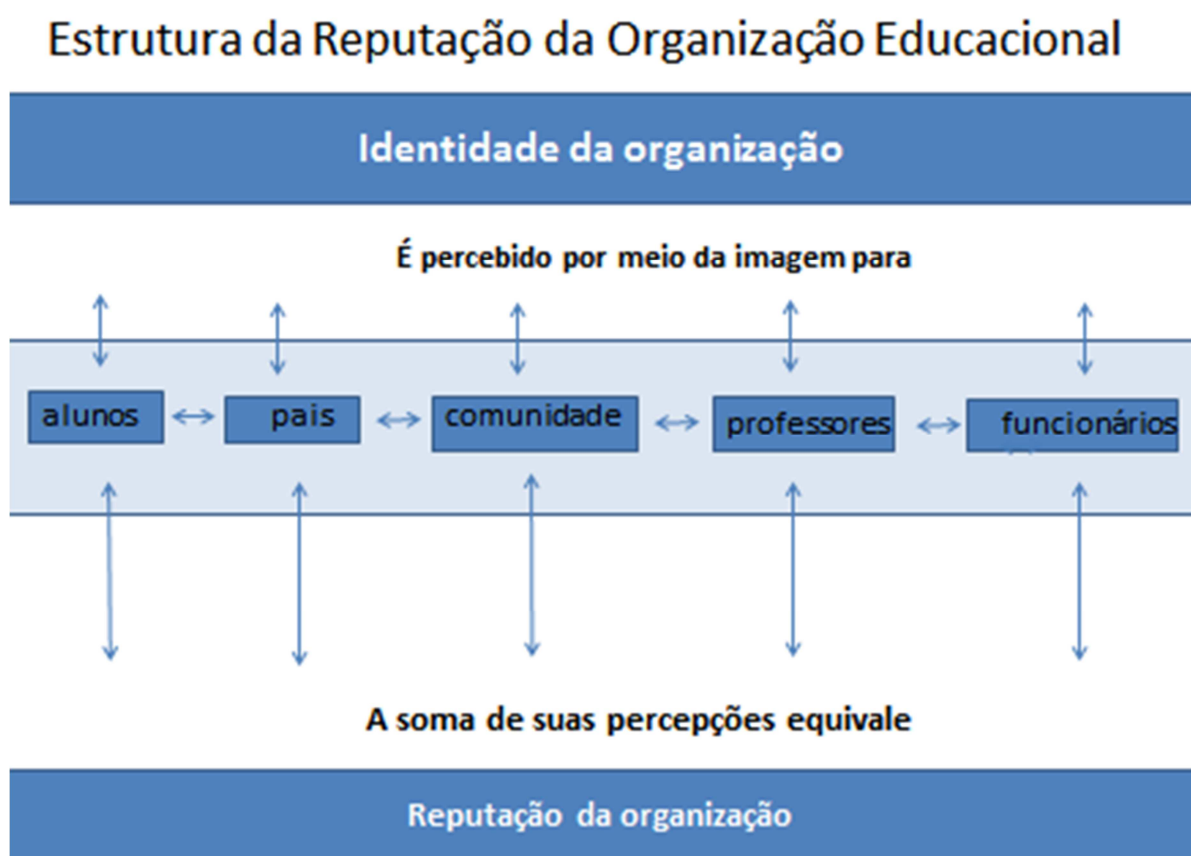 Estrutura da Reputação da Organização Educacional
Identidade da organização
É percebido por meio da imagem para
alunos
pais
comunidade
professores
funcionários
A soma de suas percepções equivale
Reputação da organização